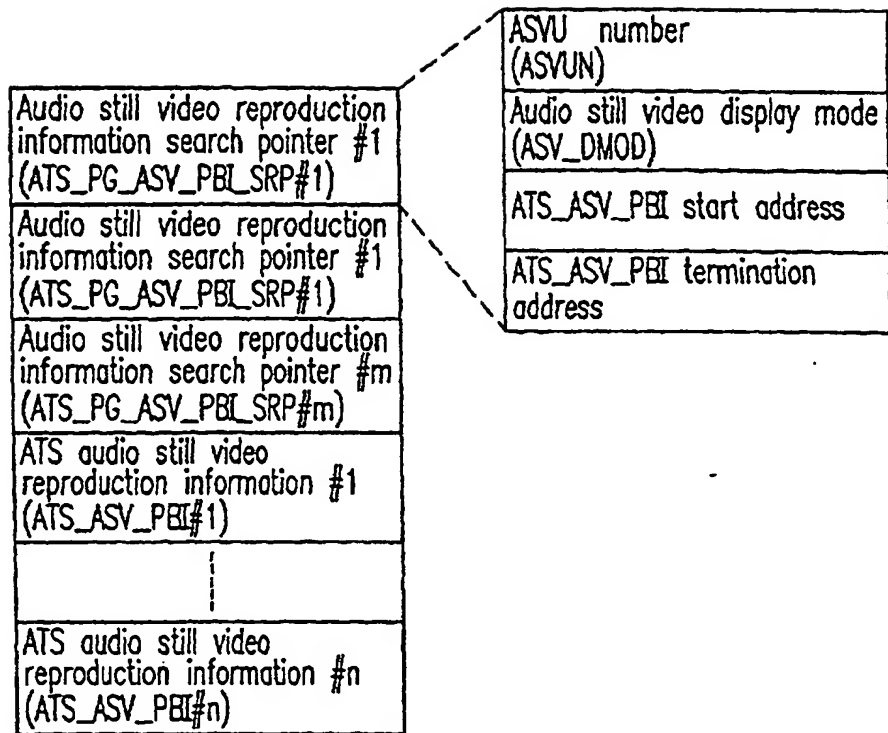 Audio still video reproduction
information search pointer #1
(ATS_PG_ASV_PBI_SRP#1)
Audio still video reproduction
information search pointer #1
(ATS_PG_ASV_PBI_SRP#1)
Audio still video reproduction
information search pointer #m
(ATS_PG_ASV_PBI_SRP#m)
ATS audio still video
reproduction information #1
(ATS_ASV_PBI#1)
ATS audio still video
reproduction information #n
(ATS_ASV_PBI#n)
ASVU number
(ASVUN)
Audio still video display mode
(ASV_DMOD)
ATS_ASV_PBI start address
ATS_ASV_PBI termination
address